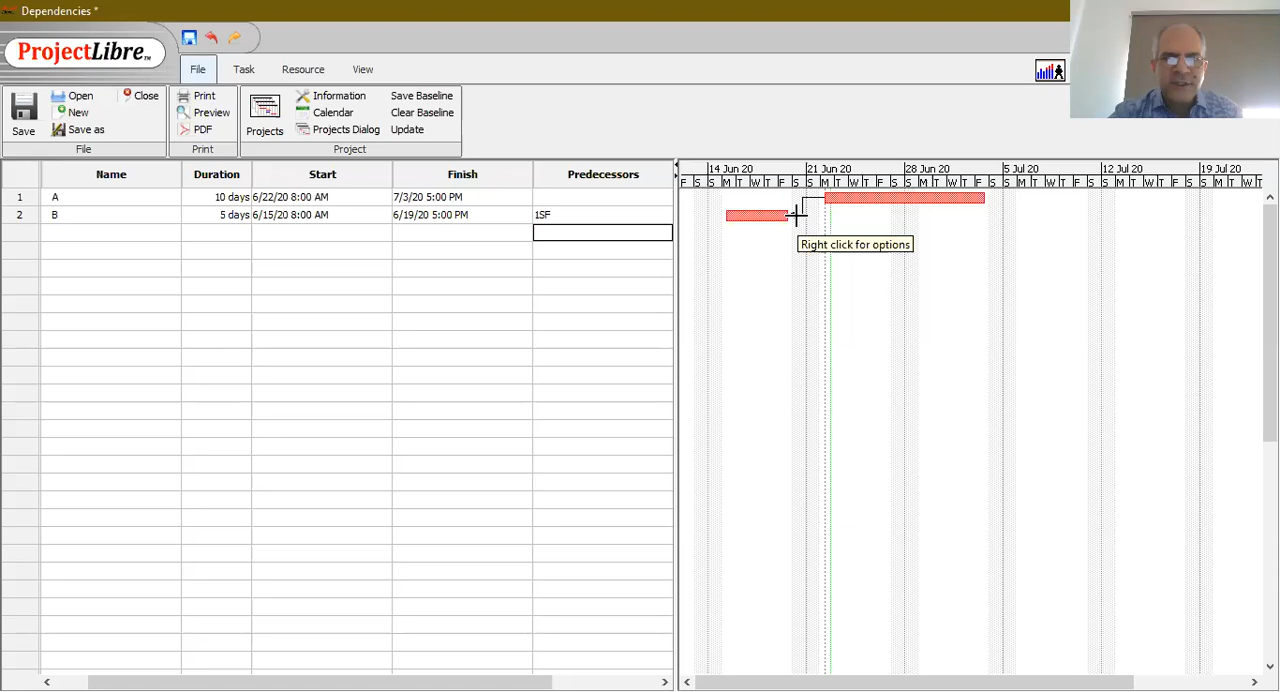 Dependencies *
ProjectLibre™
File Task Resource View
Save
Open
New
Save as
Close
File
Print
Preview
PDF
Print
Projects
Information
Calendar
Projects Dialog
Save Baseline
Clear Baseline
Update
Project
Name Duration Start Finish Predecessors
1 A 10 days 6/22/20 8:00 AM 7/3/20 5:00 PM
2 B 5 days 6/15/20 8:00 AM 6/19/20 5:00 PM 1SF
14 Jun 20 21 Jun 20 28 Jun 20 5 Jul 20 12 Jul 20 19 Jul 20
F S S M T W T F S S M T W T F S S M T W T F S S M T W T F S S M T W T F S S M T W
Right click for options